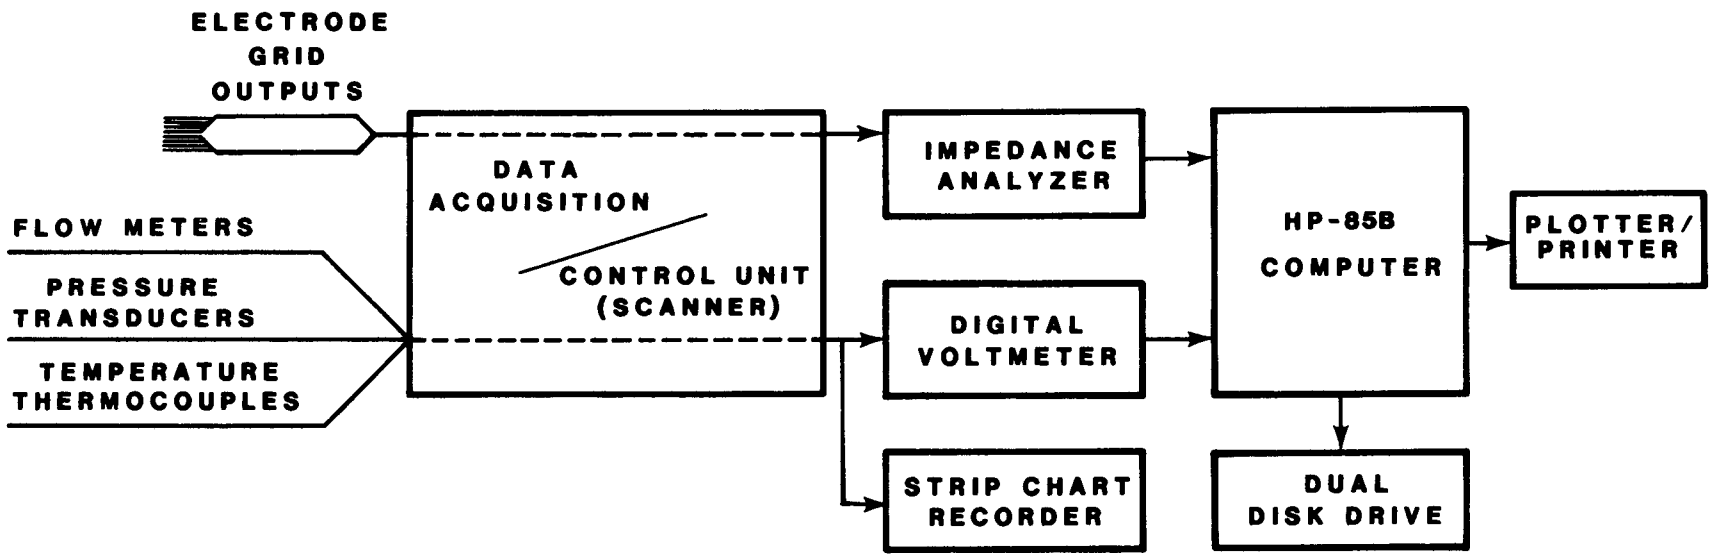 ELECTRODE
GRID
OUTPUTS
FLOW METERS
PRESSURE
TRANSDUCERS
TEMPERATURE
THERMOCOUPLES
DATA
ACQUISITION
CONTROL UNIT
(SCANNER)
IMPEDANCE
ANALYZER
DIGITAL
VOLTMETER
STRIP CHART
RECORDER
HP-85B
COMPUTER
PLOTTER/
PRINTER
DUAL
DISK DRIVE